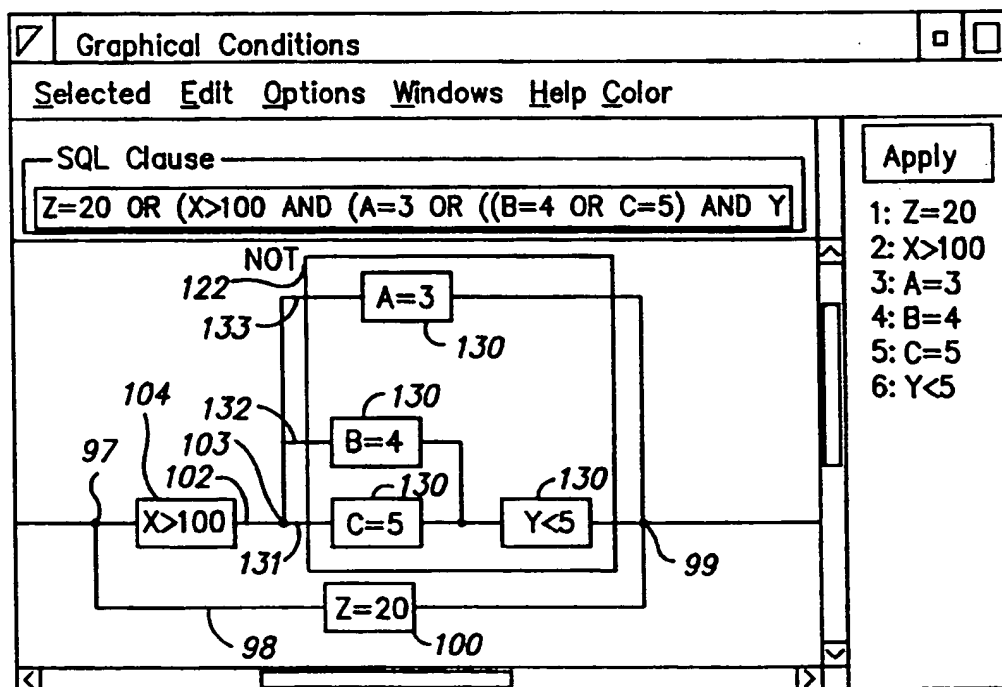 Graphical Conditions
Selected Edit Options Windows Help Color
SQL Clause
Z=20 OR (X>100 AND (A=3 OR ((B=4 OR C=5) AND Y
Apply
1: Z=20
2: X>100
3: A=3
4: B=4
5: C=5
6: Y<5
NOT
122
A=3
133
130
104
132
130
B=4
97
103
102
130
130
X>100
C=5
Y<5
131
99
Z=20
98
100